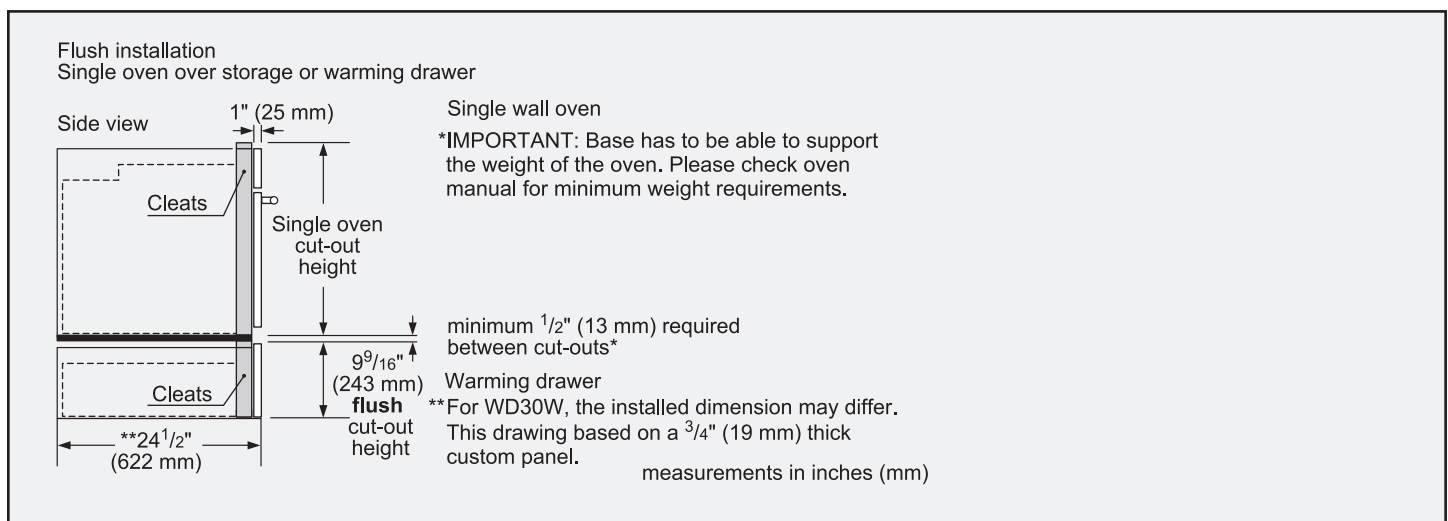 Flush installation
Single oven over storage or warming drawer
Side view
1" (25 mm)
Cleats
Single oven
cut-out
height
Single wall oven
*IMPORTANT: Base has to be able to support
the weight of the oven. Please check oven
manual for minimum weight requirements.
minimum 1/2" (13 mm) required
between cut-outs*
Cleats
9 9/16"
(243 mm)
flush
cut-out
height
Warming drawer
**For WD30W, the installed dimension may differ.
This drawing based on a 3/4" (19 mm) thick
custom panel.
**24 1/2"
(622 mm)
measurements in inches (mm)